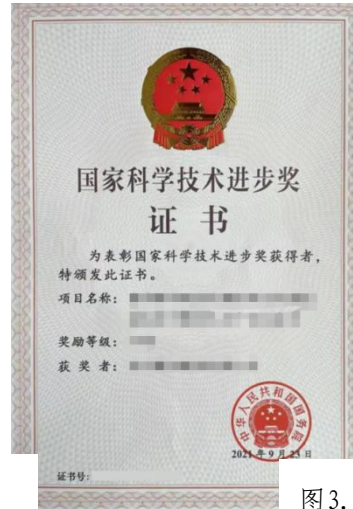 国家科学技术进步奖
证书
为表彰国家科学技术进步奖获得者，
特颁发此证书。
项目名称：
奖励等级：
获奖者：
中华人民共和国国务院
2021年9月23日
证书号：
图3.